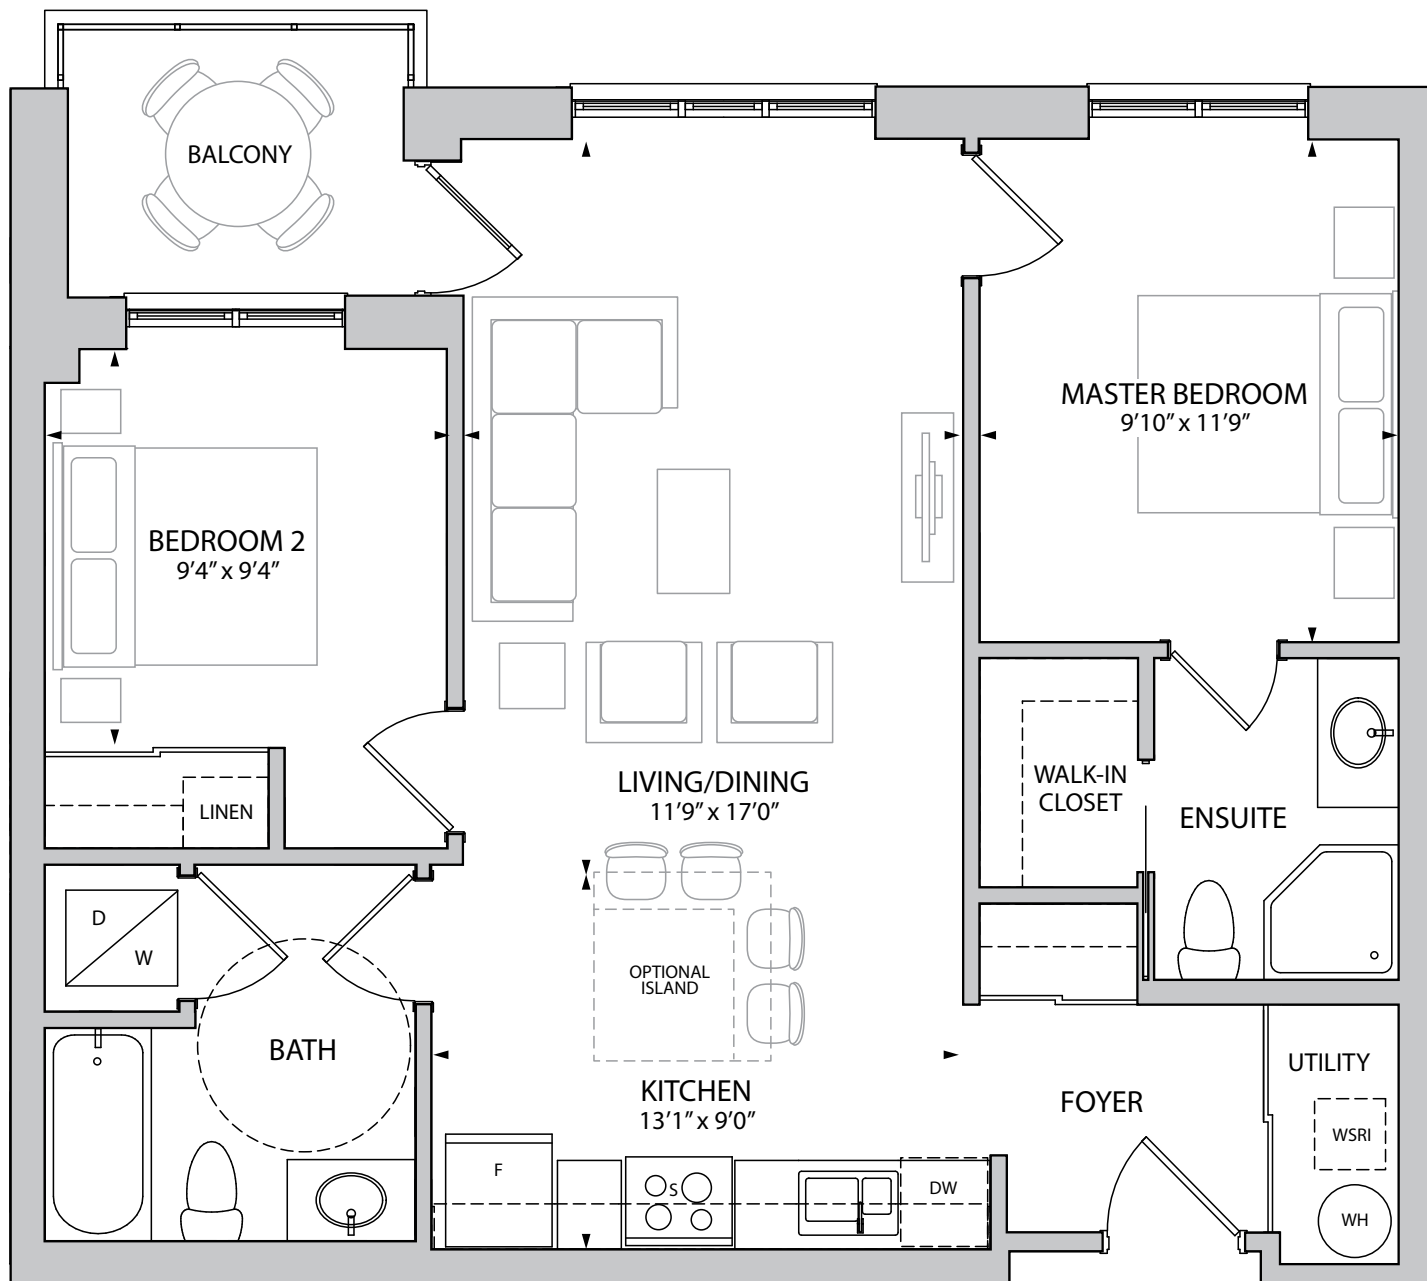 BALCONY
MASTER BEDROOM
9'10" x 11'9"
BEDROOM 2
9'4" x 9'4"
LIVING/DINING
11'9" x 17'0"
WALK-IN
CLOSET
ENSUITE
LINEN
D
W
OPTIONAL
ISLAND
BATH
KITCHEN
13'1" x 9'0"
FOYER
UTILITY
WSRI
F
S
DW
WH